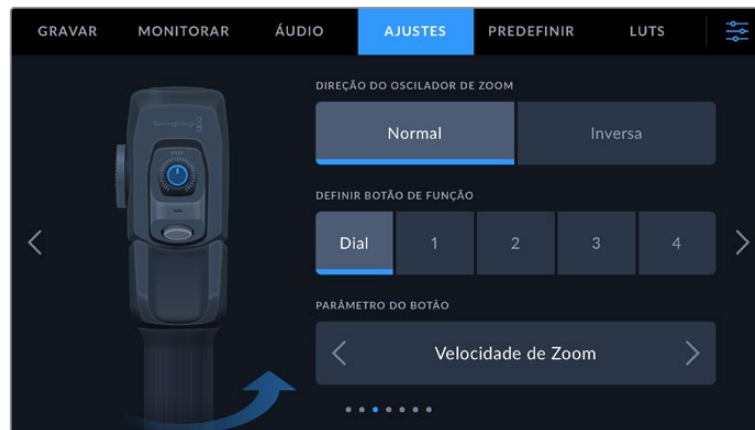 GRAVAR MONITORAR ÁUDIO AJUSTES PREDEFINIR LUTS
DIREÇÃO DO OSCILADOR DE ZOOM
Normal Inversa
DEFINIR BOTÃO DE FUNÇÃO
Dial 1 2 3 4
PARÂMETRO DO BOTÃO
Velocidade de Zoom